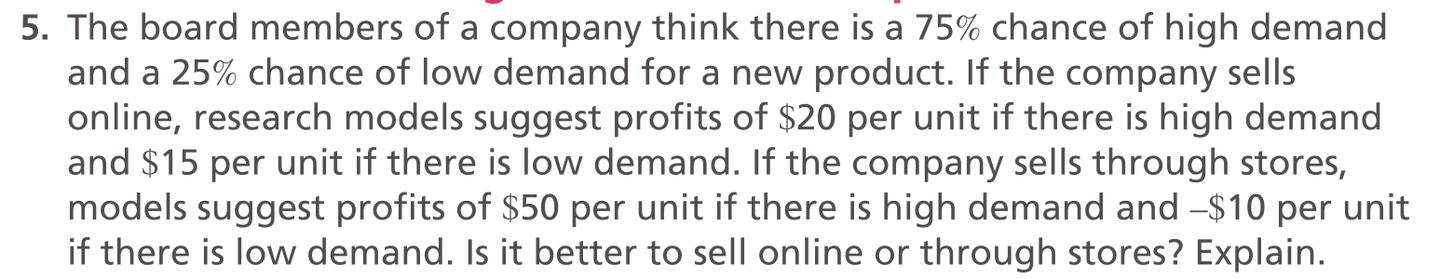 5. The board members of a company think there is a 75% chance of high demand
and a 25% chance of low demand for a new product. If the company sells
online, research models suggest profits of $20 per unit if there is high demand
and $15 per unit if there is low demand. If the company sells through stores,
models suggest profits of $50 per unit if there is high demand and –$10 per unit
if there is low demand. Is it better to sell online or through stores? Explain.